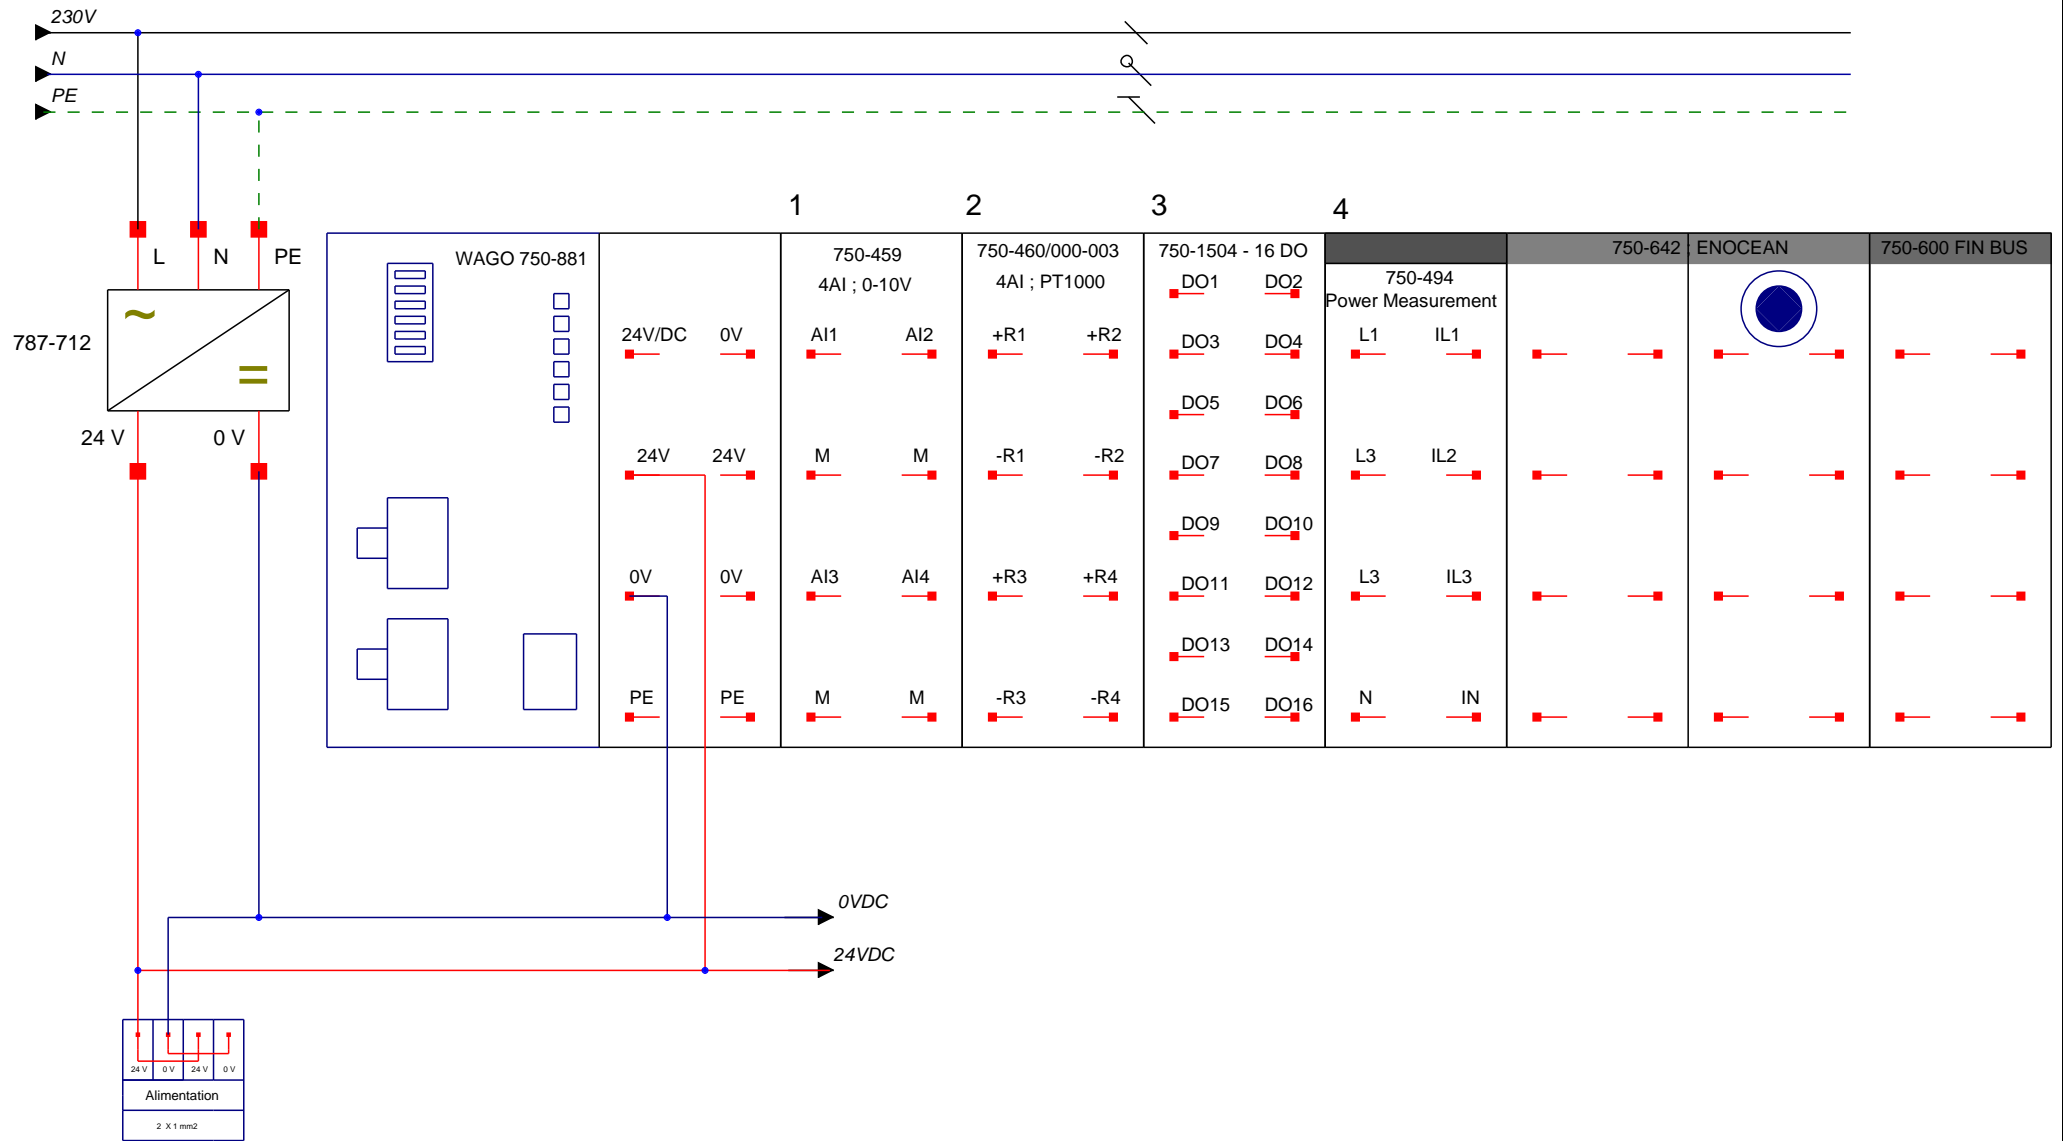 230V
N
PE
1 2 3 4
L N PE
787-712
24 V 0 V
WAGO 750-881
24V/DC 0V
24V 24V
0V 0V
PE PE
750-459
4AI ; 0-10V
AI1 AI2
M M
AI3 AI4
M M
750-460/000-003
4AI ; PT1000
+R1 +R2
-R1 -R2
+R3 +R4
-R3 -R4
750-1504 - 16 DO
DO1 DO2
DO3 DO4
DO5 DO6
DO7 DO8
DO9 DO10
DO11 DO12
DO13 DO14
DO15 DO16
750-494
Power Measurement
L1 IL1
L3 IL2
L3 IL3
N IN
750-642 ; ENOCEAN
750-600 FIN BUS
0VDC
24VDC
24 V 0 V 24 V 0 V
Alimentation
2 X 1 mm2